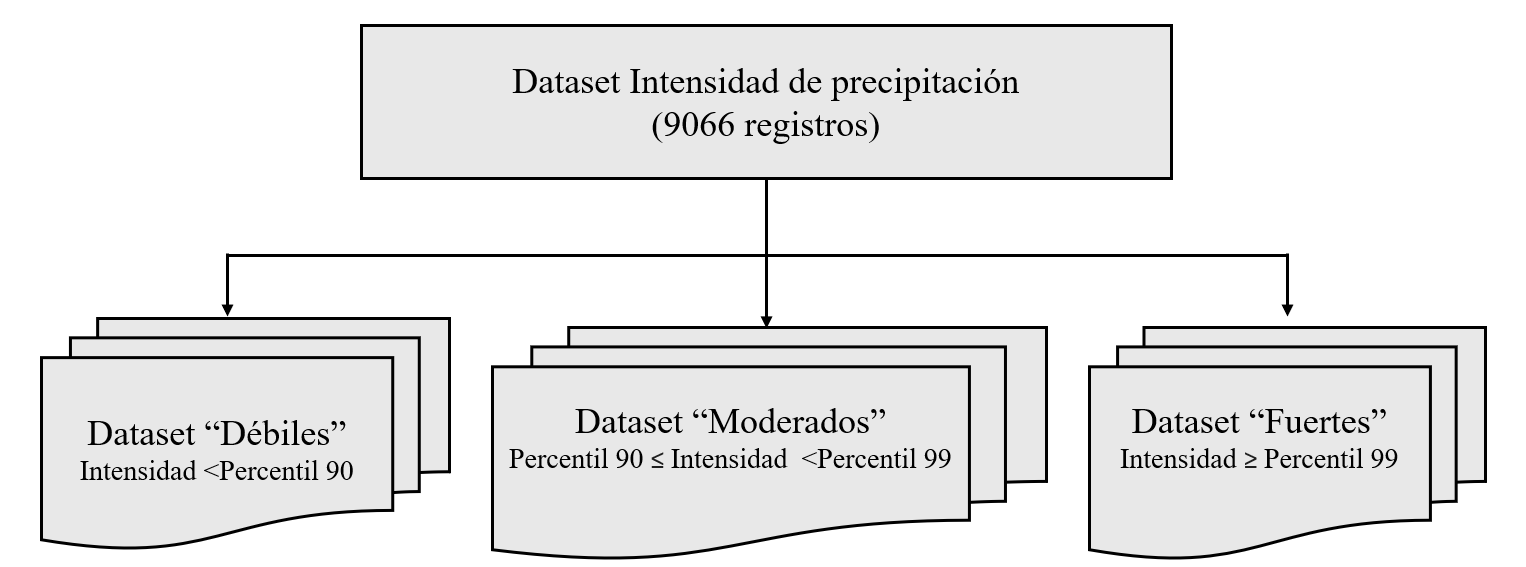 Dataset Intensidad de precipitación
(9066 registros)
Dataset “Débiles”
Intensidad <Percentil 90
Dataset “Moderados”
Percentil 90 ≤ Intensidad  <Percentil 99
Dataset “Fuertes”
Intensidad ≥ Percentil 99